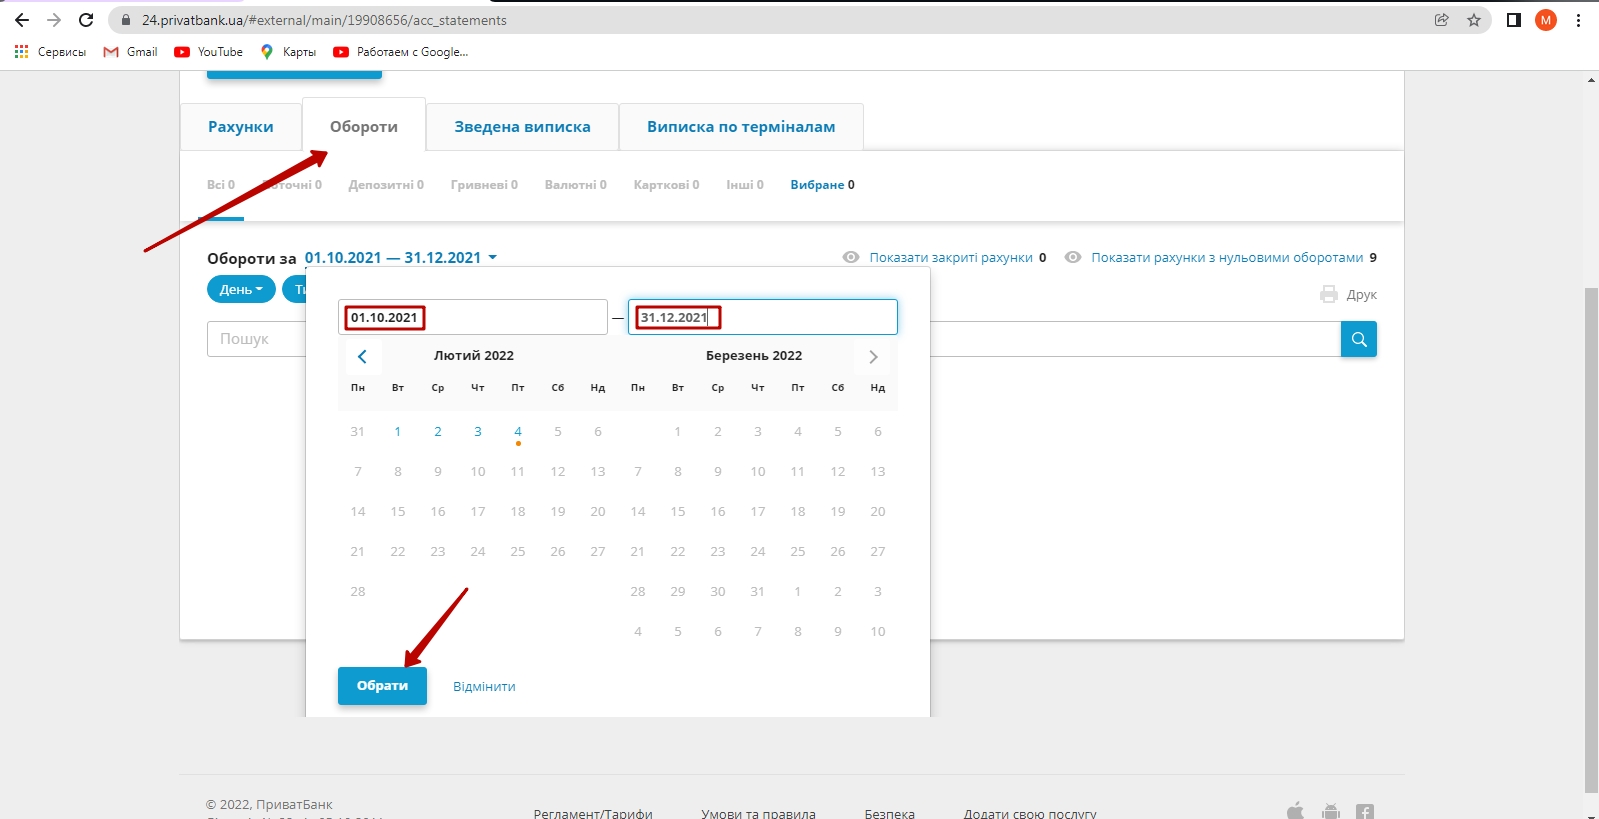 24.privatbank.ua/#external/main/19908656/acc_statements
M
Сервисы Gmail YouTube Карты Работаем с Google...
Рахунки Обороти Зведена виписка Виписка по терміналам
Всі 0 Депозитні 0 Гривневі 0 Валютні 0 Карткові 0 Інші 0 Вибране 0
Обороти за 01.10.2021 — 31.12.2021 Показати закриті рахунки 0 Показати рахунки з нульовими оборотами 9
День Друк
01.10.2021 — 31.12.2021
Пошук
Лютий 2022 Березень 2022
Пн Вт Ср Чт Пт Сб Нд Пн Вт Ср Чт Пт Сб Нд
31 1 2 3 4 5 6 1 2 3 4 5 6
7 8 9 10 11 12 13 7 8 9 10 11 12 13
14 15 16 17 18 19 20 14 15 16 17 18 19 20
21 22 23 24 25 26 27 21 22 23 24 25 26 27
28 28 29 30 31 1 2 3
4 5 6 7 8 9 10
Обрати Відмінити
© 2022, ПриватБанк
Регламент/Тарифи Умови та правила Безпека Додати свою послугу